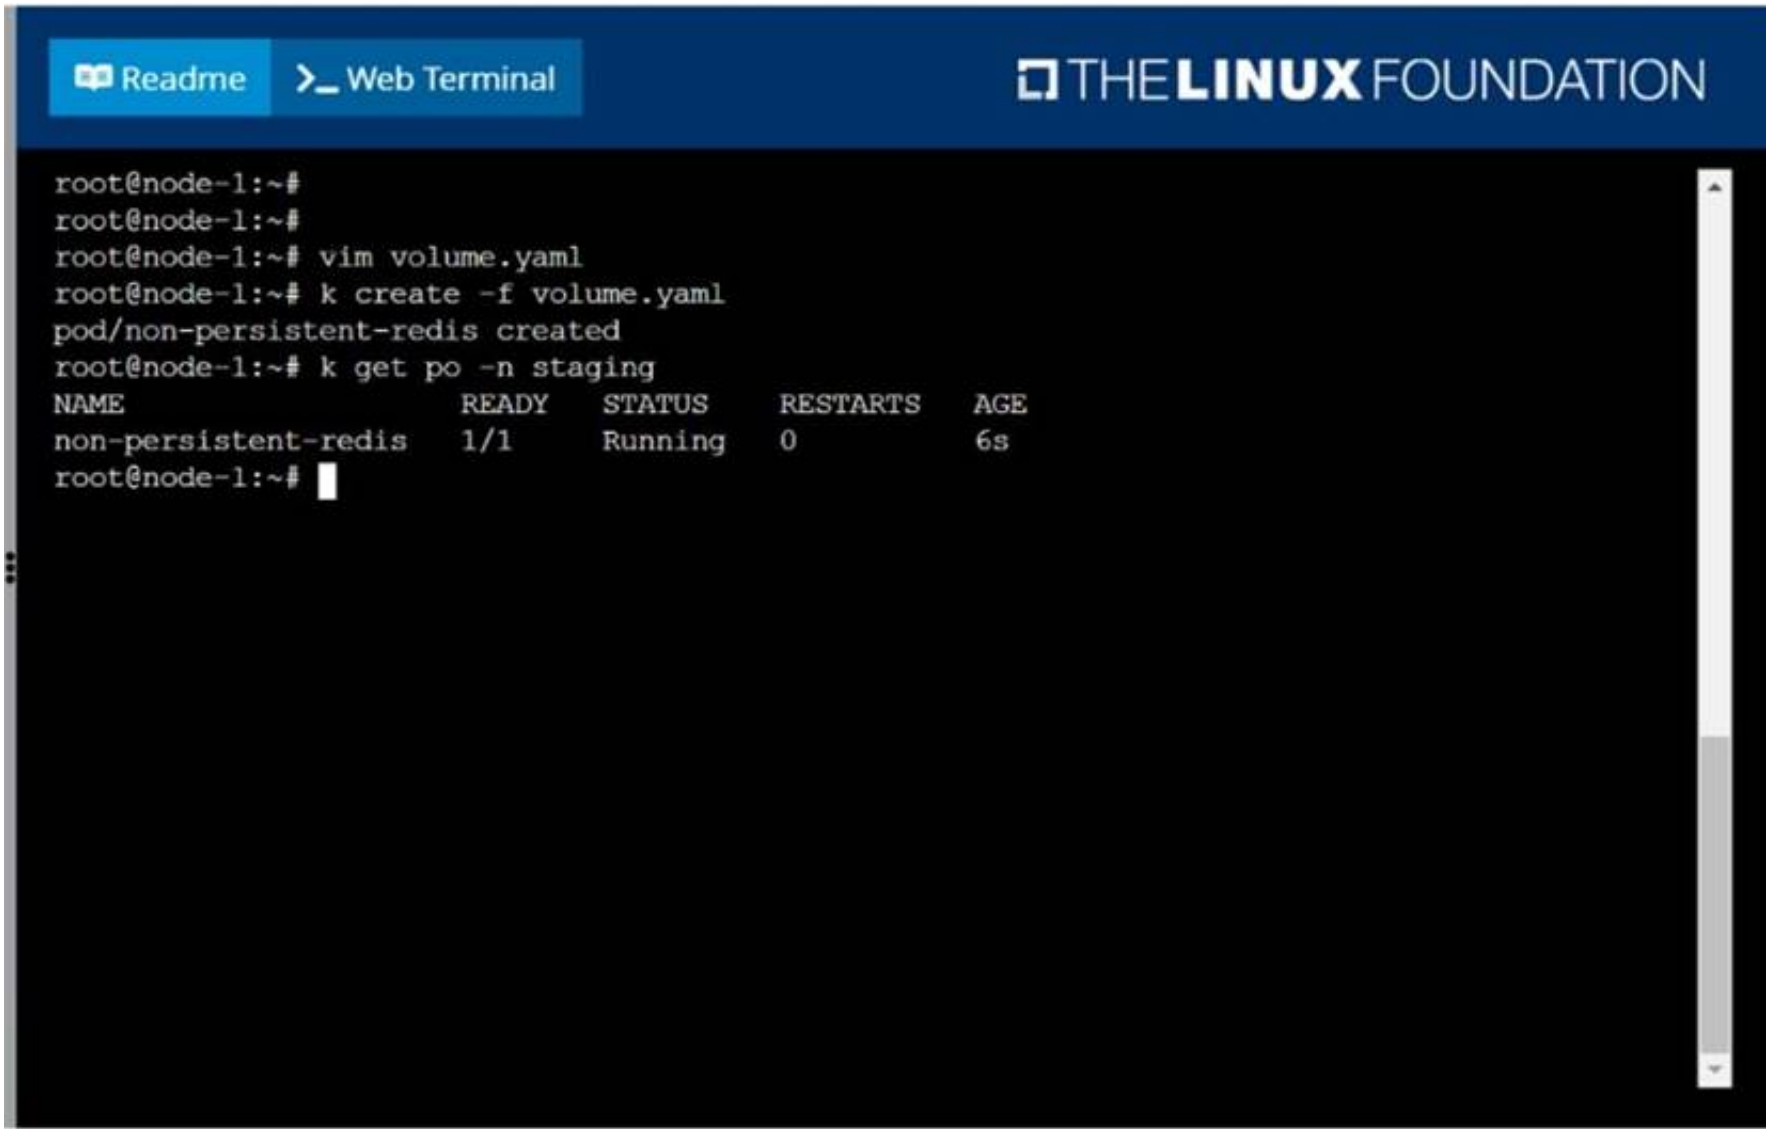 Readme
Web Terminal
THE LINUX FOUNDATION
root@node-1:~#
root@node-1:~#
root@node-1:~# vim volume.yaml
root@node-1:~# k create -f volume.yaml
pod/non-persistent-redis created
root@node-1:~# k get po -n staging
NAME READY STATUS RESTARTS AGE
non-persistent-redis 1/1 Running 0 6s
root@node-1:~#